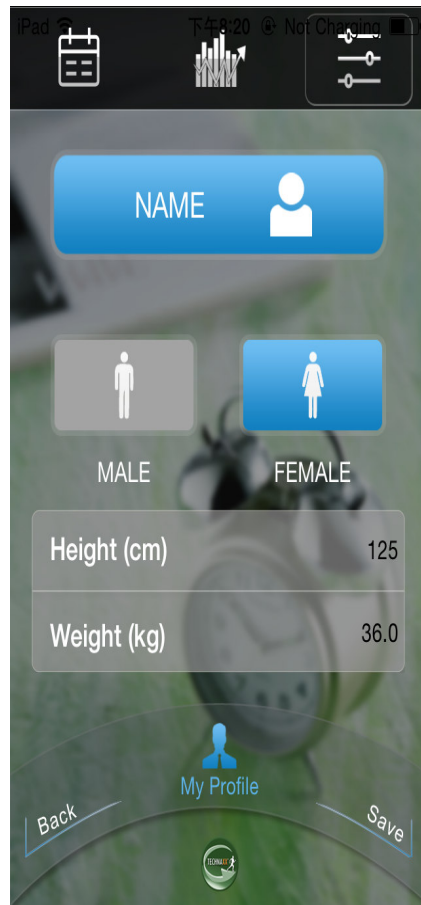 iPad 下午8:20 Not Charging
NAME
MALE FEMALE
Height (cm) 125
Weight (kg) 36.0
My Profile
Back Save
TECHNAXX